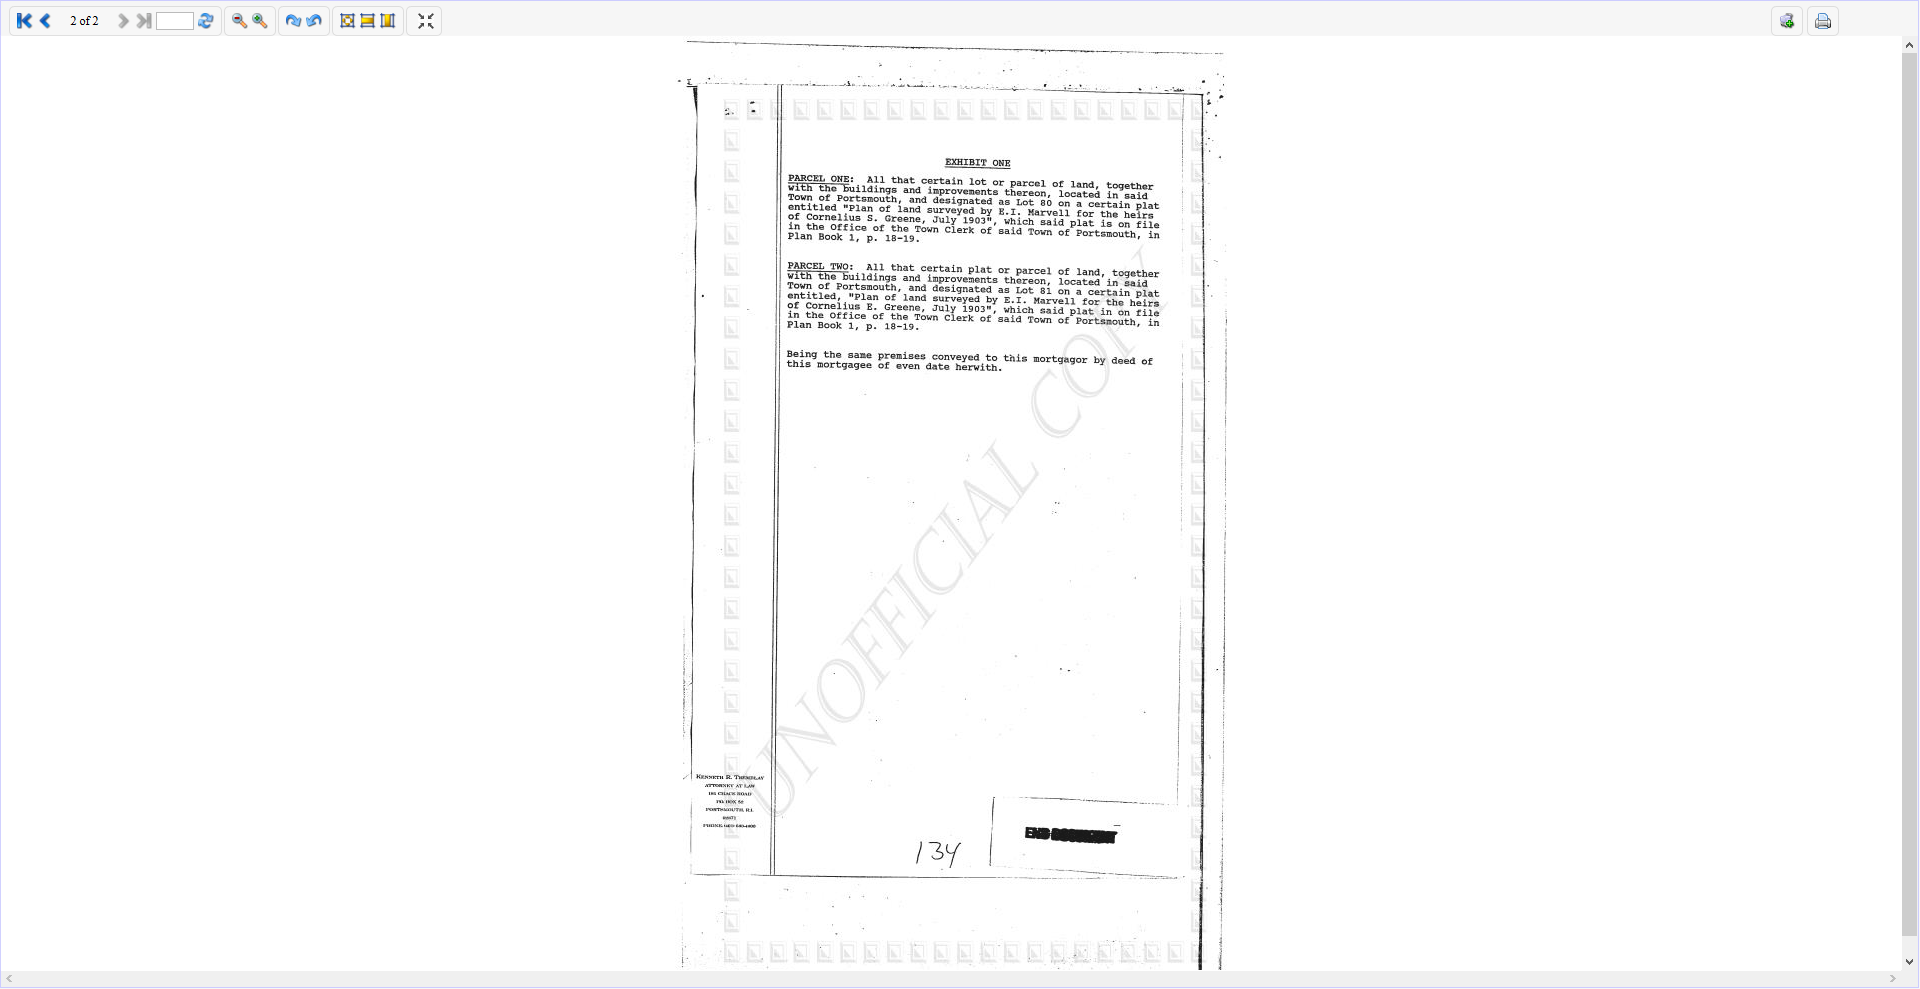 2 of 2
EXHIBIT ONE
PARCEL ONE: All that certain lot or parcel of land, together
with the buildings and improvements thereon, located in said
Town of Portsmouth, and designated as Lot 80 on a certain plat
entitled "Plan of land surveyed by E.I. Marvell for the heirs
of Cornelius S. Greene, July 1903", which said plat is on file
in the Office of the Town Clerk of said Town of Portsmouth, in
Plan Book 1, p. 18-19.
PARCEL TWO: All that certain plat or parcel of land, together
with the buildings and improvements thereon, located in said
Town of Portsmouth, and designated as Lot 81 on a certain plat
entitled, "Plan of land surveyed by E.I. Marvell for the heirs
of Cornelius E. Greene, July 1903", which said plat in on file
in the Office of the Town Clerk of said Town of Portsmouth, in
Plan Book 1, p. 18-19.
Being the same premises conveyed to this mortgagor by deed of
this mortgagee of even date herwith.
UNOFFICIAL COPY
KENNETH R. TREMBLAY
ATTORNEY AT LAW
CHACE ROAD
BOX 52
PORTSMOUTH, R.I.
PHONE
END DOCUMENT
134